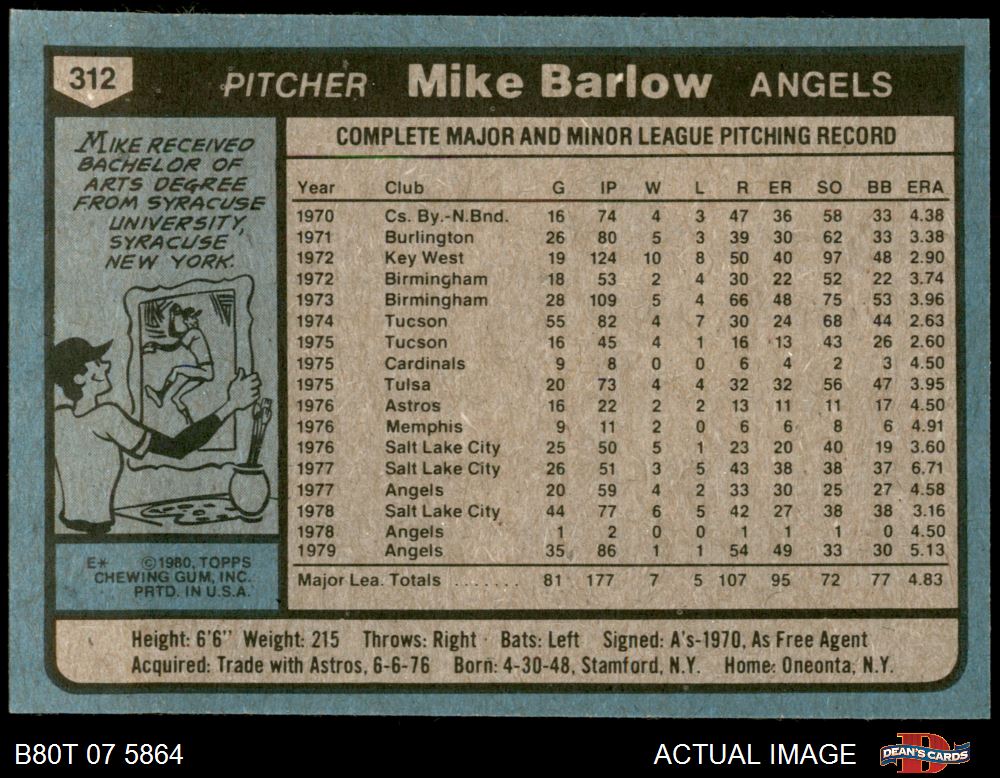 312 PITCHER Mike Barlow ANGELS
MIKE RECEIVED
BACHELOR OF
ARTS DEGREE
FROM SYRACUSE
UNIVERSITY,
SYRACUSE
NEW YORK.
COMPLETE MAJOR AND MINOR LEAGUE PITCHING RECORD
Year Club G IP W L R ER SO BB ERA
1970 Cs. By.-N.Bnd. 16 74 4 3 47 36 58 33 4.38
1971 Burlington 26 80 5 3 39 30 62 33 3.38
1972 Key West 19 124 10 8 50 40 97 48 2.90
1972 Birmingham 18 53 2 4 30 22 52 22 3.74
1973 Birmingham 28 109 5 4 66 48 75 53 3.96
1974 Tucson 55 82 4 7 30 24 68 44 2.63
1975 Tucson 16 45 4 1 16 13 43 26 2.60
1975 Cardinals 9 8 0 0 6 4 2 3 4.50
1975 Tulsa 20 73 4 4 32 32 56 47 3.95
1976 Astros 16 22 2 2 13 11 11 17 4.50
1976 Memphis 9 11 2 0 6 6 8 6 4.91
1976 Salt Lake City 25 50 5 1 23 20 40 19 3.60
1977 Salt Lake City 26 51 3 5 43 38 38 37 6.71
1977 Angels 20 59 4 2 33 30 25 27 4.58
1978 Salt Lake City 44 77 6 5 42 27 38 38 3.16
1978 Angels 1 2 0 0 1 1 1 0 4.50
1979 Angels 35 86 1 1 54 49 33 30 5.13
Major Lea. Totals ........ 81 177 7 5 107 95 72 77 4.83
E* ©1980, TOPPS
CHEWING GUM, INC.
PRTD. IN U.S.A.
Height: 6'6" Weight: 215 Throws: Right Bats: Left Signed: A's-1970, As Free Agent
Acquired: Trade with Astros, 6-6-76 Born: 4-30-48, Stamford, N.Y. Home: Oneonta, N.Y.
B80T 07 5864 ACTUAL IMAGE DEAN'S CARDS